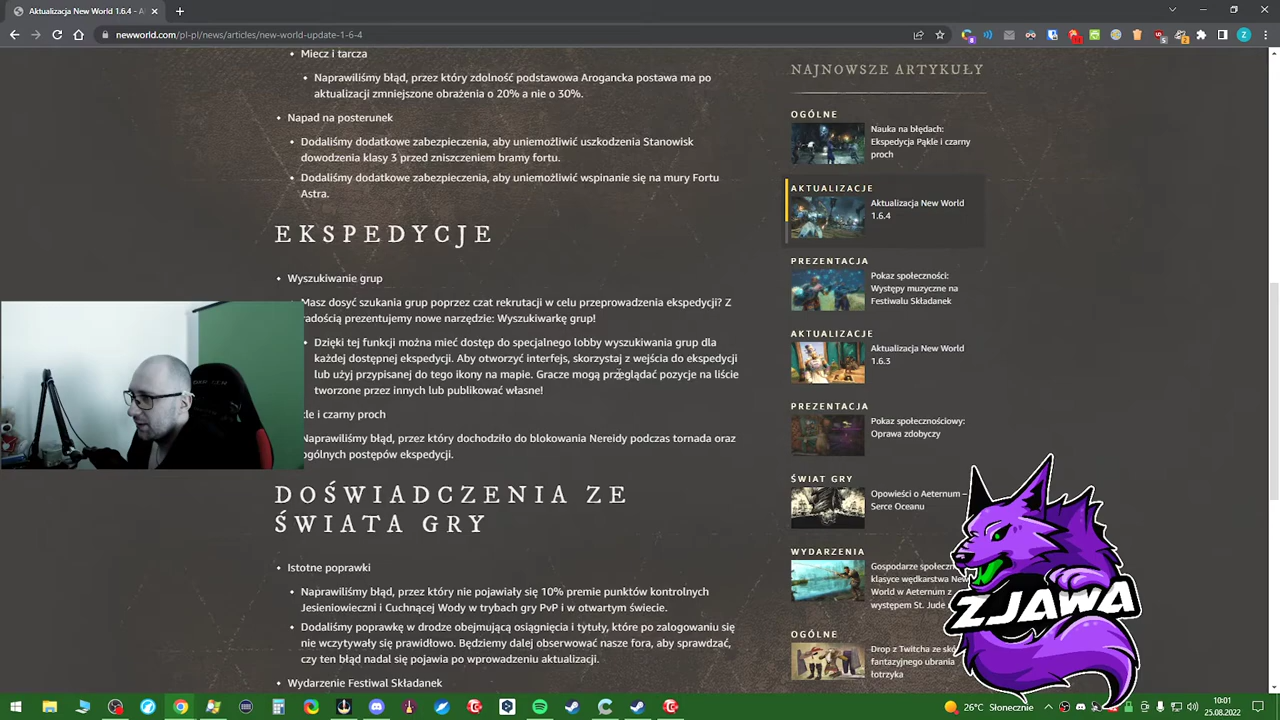 Aktualizacja New World 1.6.4 - A
newworld.com/pl-pl/news/articles/new-world-update-1-6-4
Miecz i tarcza
Naprawiliśmy błąd, przez który zdolność podstawowa Arogancka postawa ma po
aktualizacji zmniejszone obrażenia o 20% a nie o 30%.
Napad na posterunek
Dodaliśmy dodatkowe zabezpieczenia, aby uniemożliwić uszkodzenia Stanowisk
dowodzenia klasy 3 przed zniszczeniem bramy fortu.
Dodaliśmy dodatkowe zabezpieczenia, aby uniemożliwić wspinanie się na mury Fortu
Astra.
EKSPEDYCJE
Wyszukiwanie grup
Masz dosyć szukania grup poprzez czat rekrutacji w celu przeprowadzenia ekspedycji? Z
adością prezentujemy nowe narzędzie: Wyszukiwarkę grup!
Dzięki tej funkcji można mieć dostęp do specjalnego lobby wyszukiwania grup dla
każdej dostępnej ekspedycji. Aby otworzyć interfejs, skorzystaj z wejścia do ekspedycji
lub użyj przypisanej do tego ikony na mapie. Gracze mogą przeglądać pozycje na liście
tworzone przez innych lub publikować własne!
kle i czarny proch
Naprawiliśmy błąd, przez który dochodziło do blokowania Nereidy podczas tornada oraz
ogólnych postępów ekspedycji.
DOŚWIADCZENIA ZE
ŚWIATA GRY
Istotne poprawki
Naprawiliśmy błąd, przez który nie pojawiały się 10% premie punktów kontrolnych
Jesieniowieczni i Cuchnącej Wody w trybach gry PvP i w otwartym świecie.
Dodaliśmy poprawkę w drodze obejmującą osiągnięcia i tytuły, które po zalogowaniu się
nie wczytywały się prawidłowo. Będziemy dalej obserwować nasze fora, aby sprawdzać,
czy ten błąd nadal się pojawia po wprowadzeniu aktualizacji.
Wydarzenie Festiwal Składanek
NAJNOWSZE ARTYKUŁY
OGÓLNE
Nauka na błędach:
Ekspedycja Pąkle i czarny
proch
AKTUALIZACJE
Aktualizacja New World
1.6.4
PREZENTACJA
Pokaz społeczności:
Występy muzyczne na
Festiwalu Składanek
AKTUALIZACJE
Aktualizacja New World
1.6.3
PREZENTACJA
Pokaz społecznościowy:
Oprawa zdobyczy
ŚWIAT GRY
Opowieści o Aeternum –
Serce Oceanu
WYDARZENIA
Gospodarze społeczn
klasyce wędkarstwa New
World w Aeternum z
występem St. Jude
OGÓLNE
Drop z Twitcha ze skó
fantazyjnego ubrania
łotrzyka
ZJAWA
26°C Słonecznie
10:01
25.08.2022